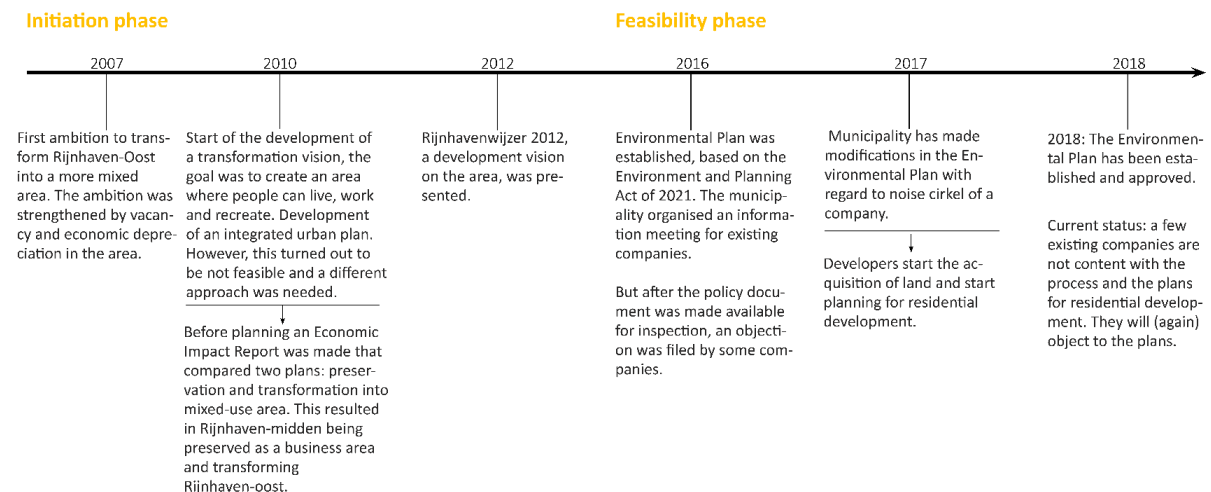 Initiation phase
Feasibility phase
2007
2010
2012
2016
2017
2018
First ambition to trans-
form Rijnhaven-Oost
into a more mixed
area. The ambition was
strengthened by vacan-
cy and economic depre-
ciation in the area.
Start of the development of
a transformation vision, the
goal was to create an area
where people can live, work
and recreate. Development
of an integrated urban plan.
However, this turned out to
be not feasible and a different
approach was needed.
Before planning an Economic
Impact Report was made that
compared two plans: preser-
vation and transformation into
mixed-use area. This resulted
in Rijnhaven-midden being
preserved as a business area
and transforming
Rijnhaven-oost.
Rijnhavenwijzer 2012,
a development vision
on the area, was pre-
sented.
Environmental Plan was
established, based on the
Environment and Planning
Act of 2021. The municip-
ality organised an informa-
tion meeting for existing
companies.
But after the policy docu-
ment was made available
for inspection, an objecti-
on was filed by some com-
panies.
Municipality has made
modifications in the En-
vironmental Plan with
regard to noise cirkel of a
company.
Developers start the ac-
quisition of land and start
planning for residential
development.
2018: The Environmen-
tal Plan has been esta-
blished and approved.
Current status: a few
existing companies are
not content with the
process and the plans
for residential develop-
ment. They will (again)
object to the plans.